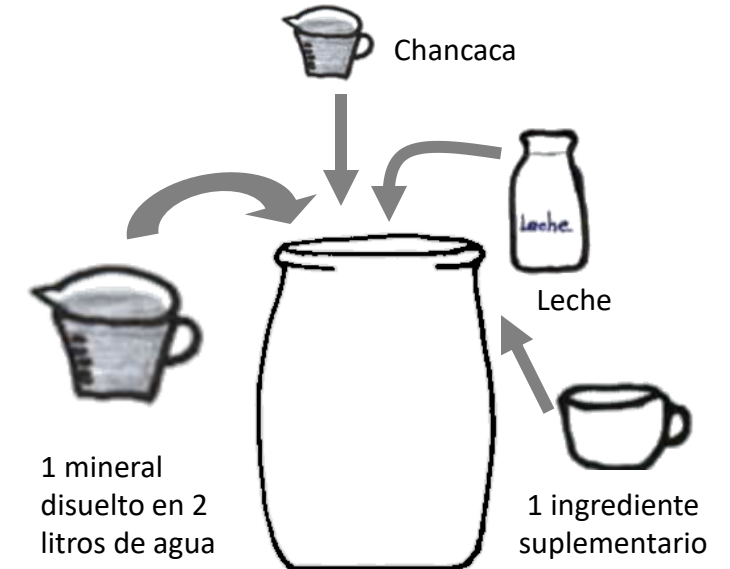 Chancaca
Leche
Leche
1 mineral
disuelto en 2
litros de agua
1 ingrediente
suplementario